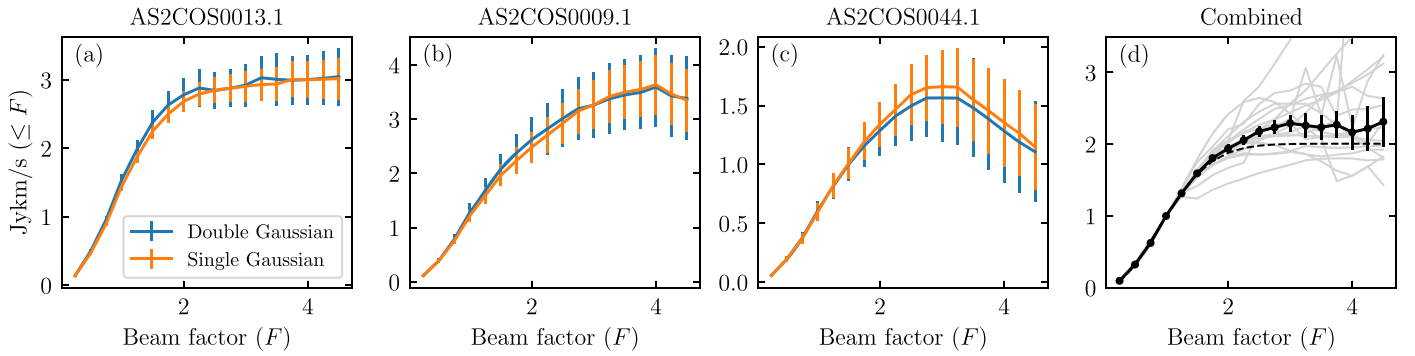 AS2COS0013.1
AS2COS0009.1
AS2COS0044.1
Combined
(a)
(b)
(c)
(d)
Jykm/s (≤ F)
3
2
1
0
4
3
2
1
0
2.0
1.5
1.0
0.5
0.0
3
2
1
0
Double Gaussian
Single Gaussian
2 4
2 4
2 4
2 4
Beam factor (F)
Beam factor (F)
Beam factor (F)
Beam factor (F)